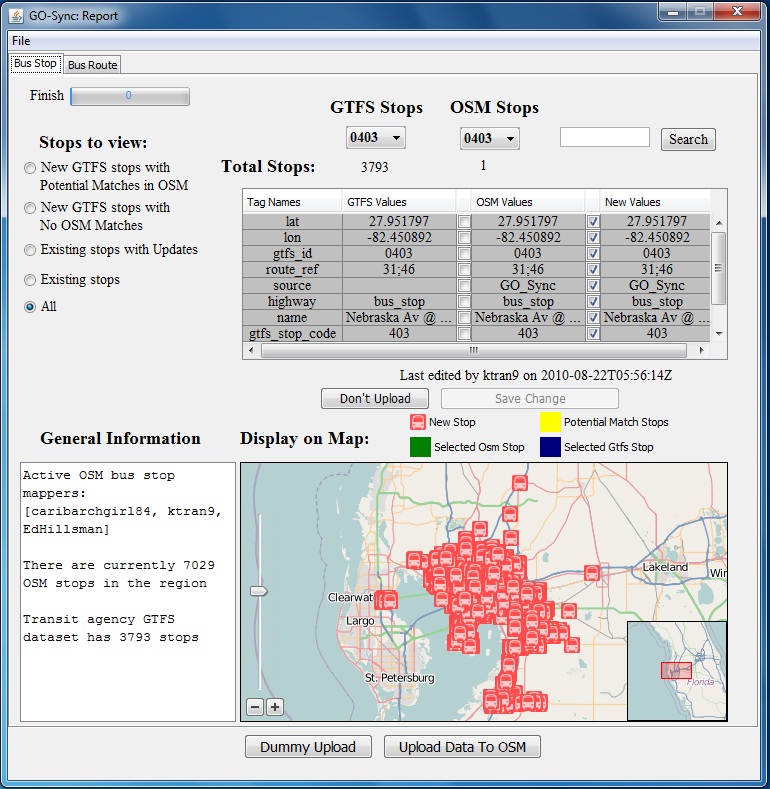 GO-Sync: Report
File
Bus Stop Bus Route
Finish 0
GTFS Stops OSM Stops
0403 0403 Search
Stops to view:
Total Stops: 3793 1
New GTFS stops with
Potential Matches in OSM
New GTFS stops with
No OSM Matches
Existing stops with Updates
Existing stops
All
Tag Names GTFS Values OSM Values New Values
lat 27.951797 27.951797 27.951797
lon -82.450892 -82.450892 -82.450892
gtfs_id 0403 0403 0403
route_ref 31;46 31;46 31;46
source GO_Sync GO_Sync
highway bus_stop bus_stop bus_stop
name Nebraska Av @ ... Nebraska Av @ ... Nebraska Av @ ...
gtfs_stop_code 403 403 403
Last edited by ktran9 on 2010-08-22T05:56:14Z
Don't Upload Save Change
New Stop Potential Match Stops
Selected Osm Stop Selected Gtfs Stop
General Information
Display on Map:
Active OSM bus stop
mappers:
[caribarchgirl84, ktran9,
EdHillsman]
There are currently 7029
OSM stops in the region
Transit agency GTFS
dataset has 3793 stops
Lakeland
Win
Clearwat
Largo
St. Petersburg
Florida
Dummy Upload Upload Data To OSM